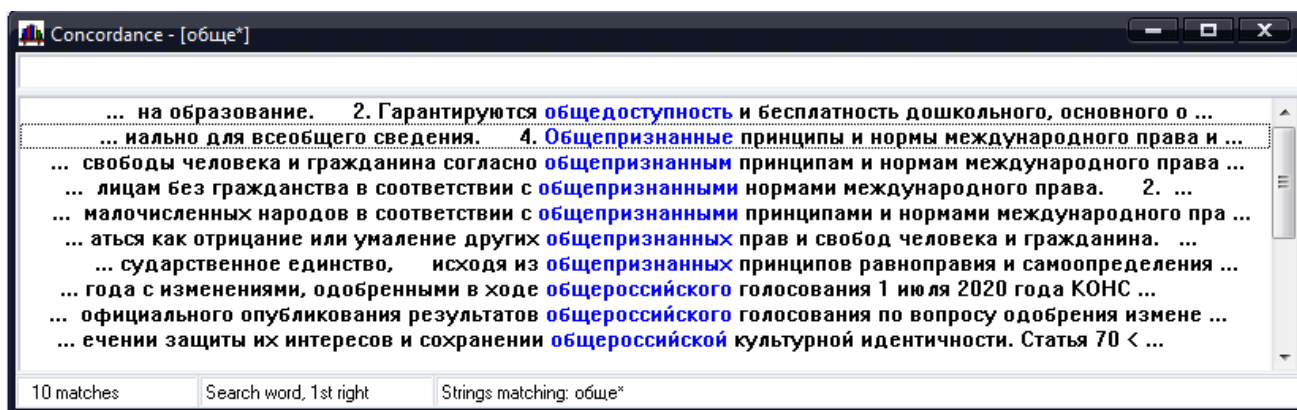 Concordance - [обще*]
... на образование. 2. Гарантируются общедоступность и бесплатность дошкольного, основного о ...
... иально для всеобщего сведения. 4. Общепризнанные принципы и нормы международного права и ...
... свободы человека и гражданина согласно общепризнанным принципам и нормам международного права ...
... лицам без гражданства в соответствии с общепризнанными нормами международного права. 2. ...
... малочисленных народов в соответствии с общепризнанными принципами и нормами международного пра ...
... аться как отрицание или умаление других общепризнанных прав и свобод человека и гражданина. ...
... сударственное единство, исходя из общепризнанных принципов равноправия и самоопределения ...
... года с изменениями, одобренными в ходе общероссийского голосования 1 июля 2020 года КОНС ...
... официального опубликования результатов общероссийского голосования по вопросу одобрения измене ...
... ечении защиты их интересов и сохранении общероссийской культурной идентичности. Статья 70 < ...
10 matches Search word, 1st right Strings matching: обще*